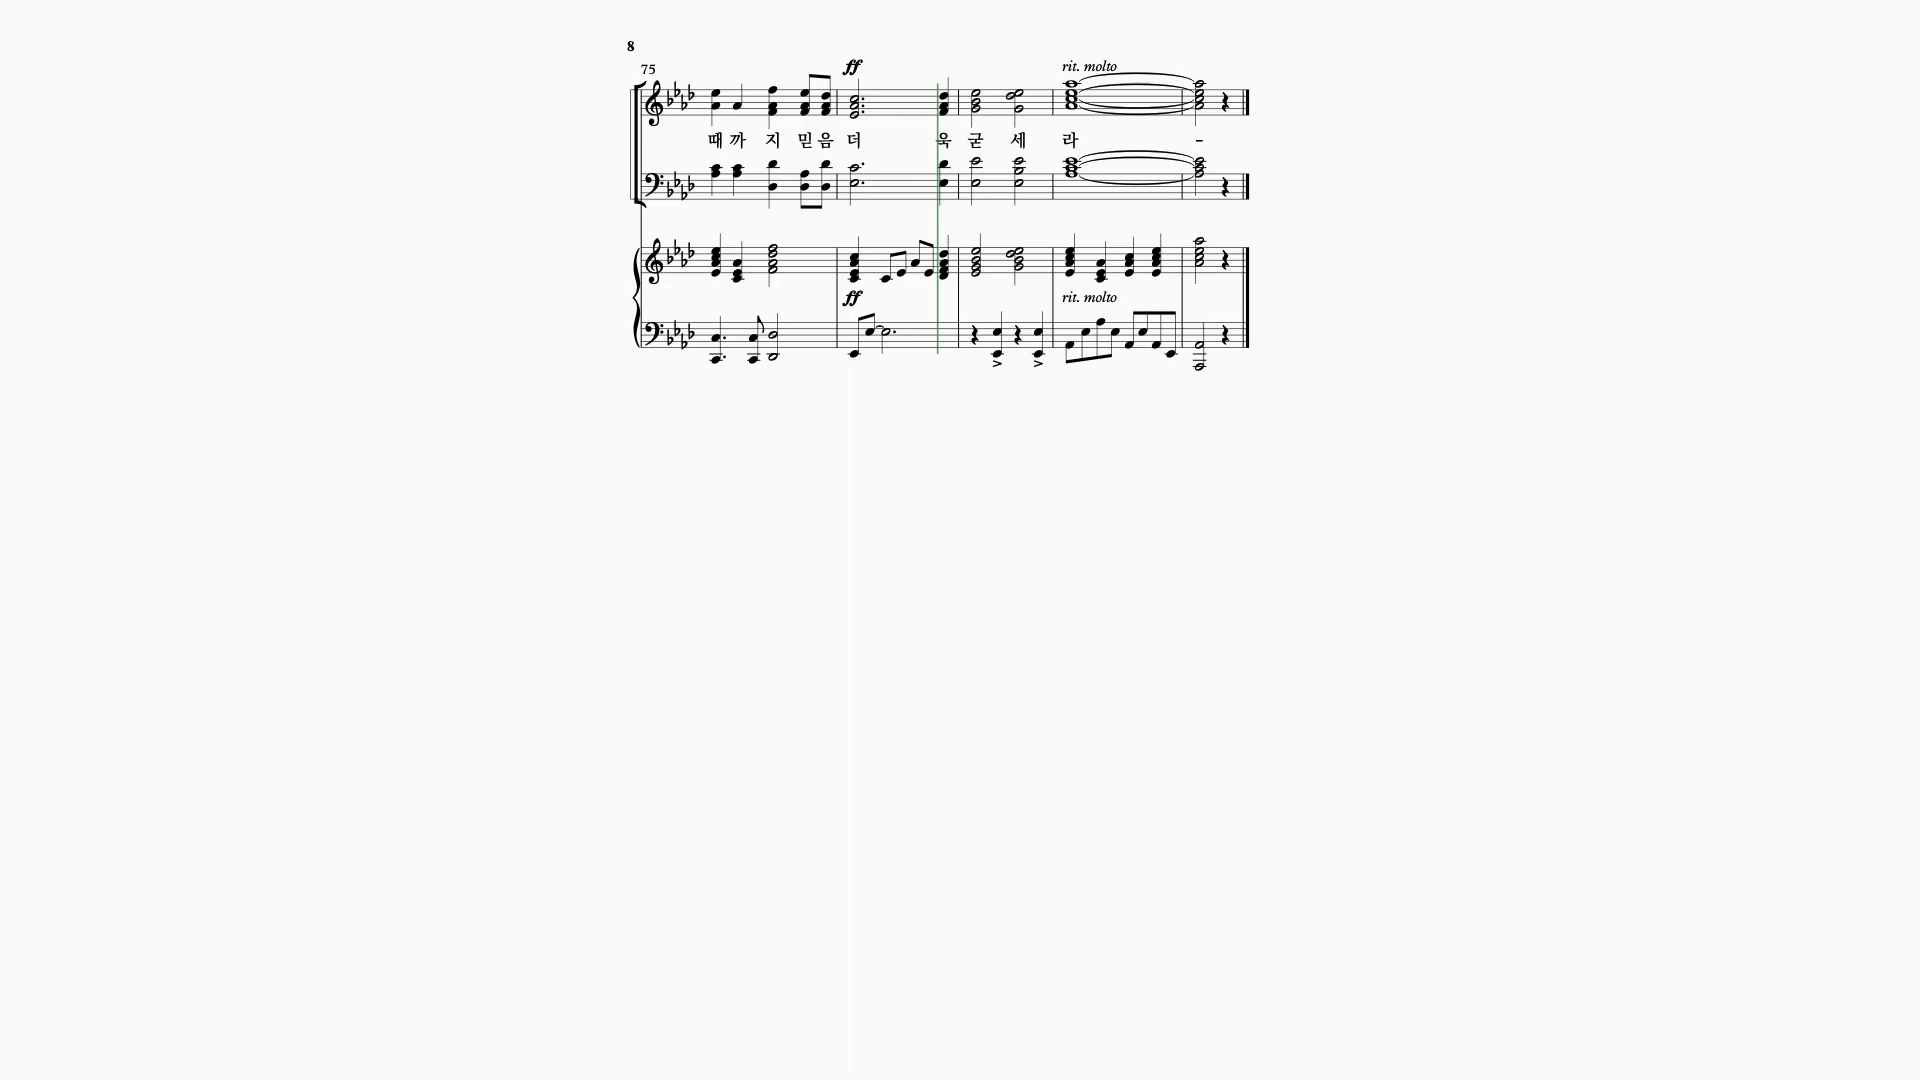 8
75
ff
rit. molto
때 까 지 믿 음 더 욱 굳 세 라 -
ff
rit. molto